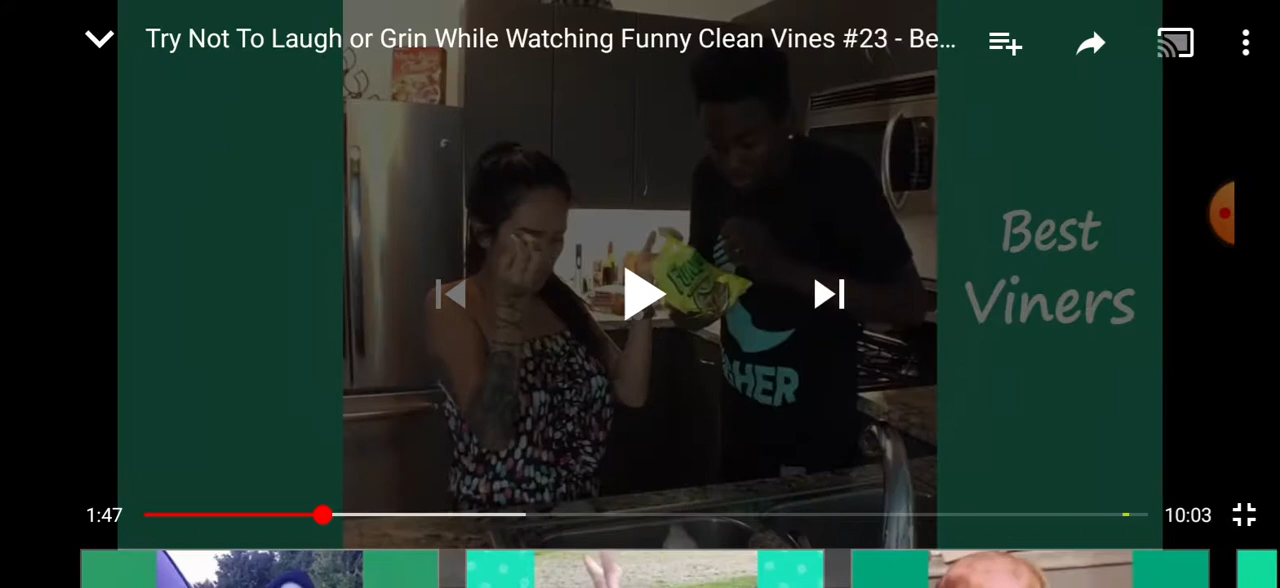 Try Not To Laugh or Grin While Watching Funny Clean Vines #23 - Be...
Best
Viners
GHER
1:47
10:03